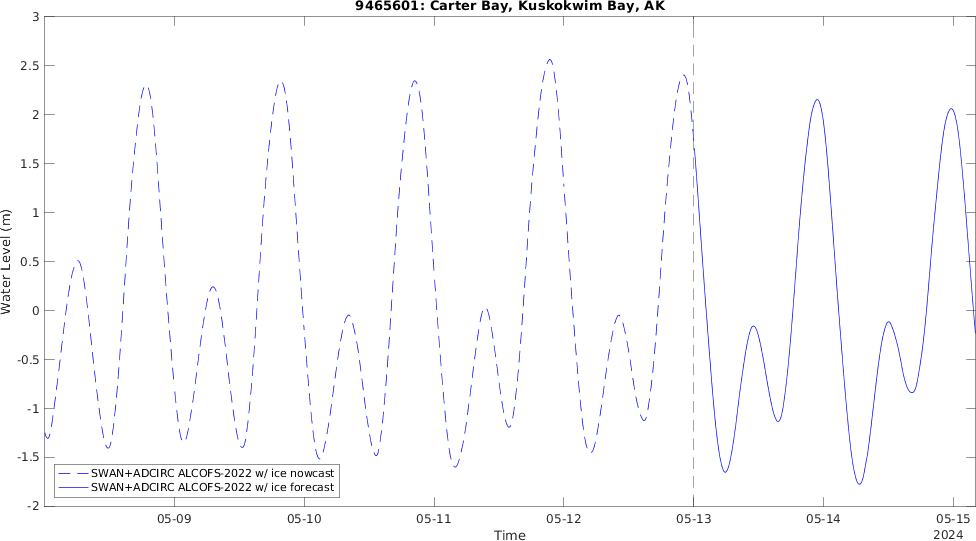 9465601: Carter Bay, Kuskokwim Bay, AK
3
2.5
2
1.5
1
0.5
0
-0.5
-1
-1.5
-2
Water Level (m)
SWAN+ADCIRC ALCOFS-2022 w/ ice nowcast
SWAN+ADCIRC ALCOFS-2022 w/ ice forecast
05-09 05-10 05-11 05-12 05-13 05-14 05-15
2024
Time